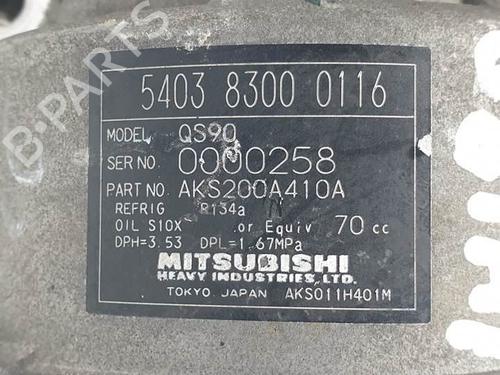 B-PARTS
5403 8300 0116
MODEL QS90
SER NO. 0000258
PART NO. AKS200A410A
REFRIG R134a
OIL S10X or Equiv 70 cc
DPH=3.53 DPL=1.67MPa
MITSUBISHI
HEAVY INDUSTRIES, LTD.
TOKYO JAPAN AKS011H401M